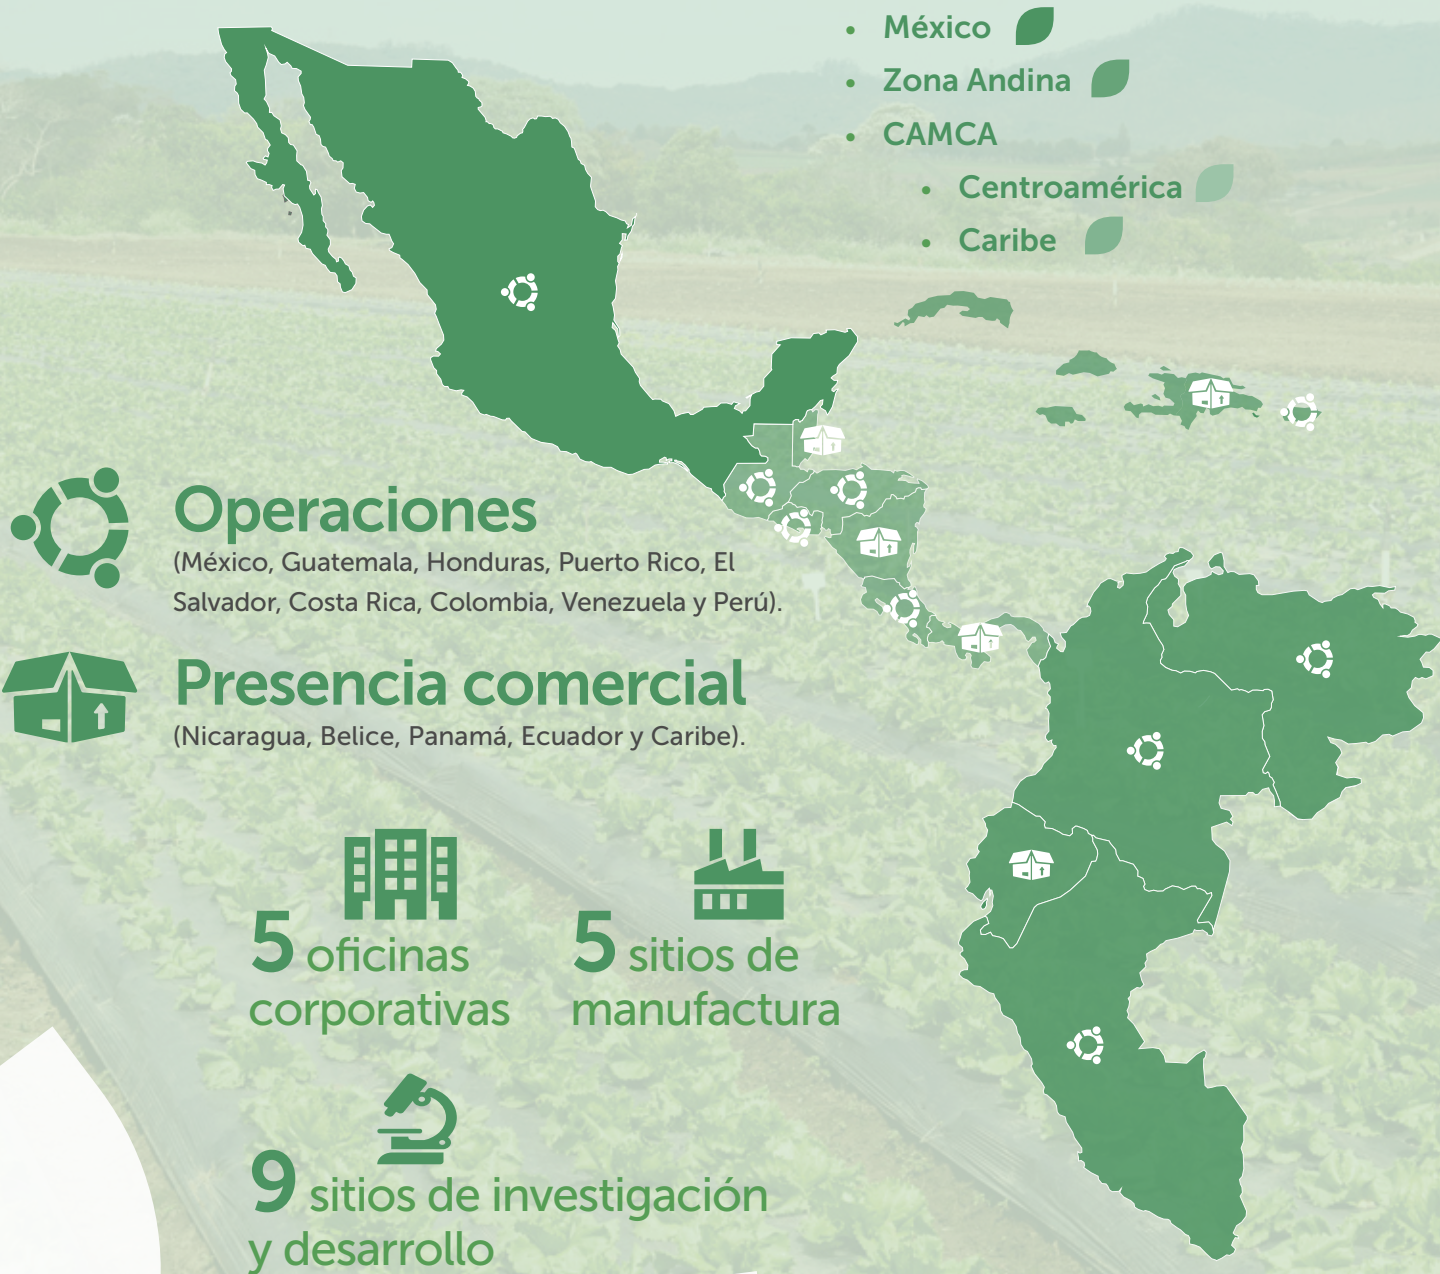 México
Zona Andina
CAMCA
Centroamérica
Caribe
Operaciones
(México, Guatemala, Honduras, Puerto Rico, El
Salvador, Costa Rica, Colombia, Venezuela y Perú).
Presencia comercial
(Nicaragua, Belice, Panamá, Ecuador y Caribe).
5 oficinas
corporativas
5 sitios de
manufactura
9 sitios de investigación
y desarrollo